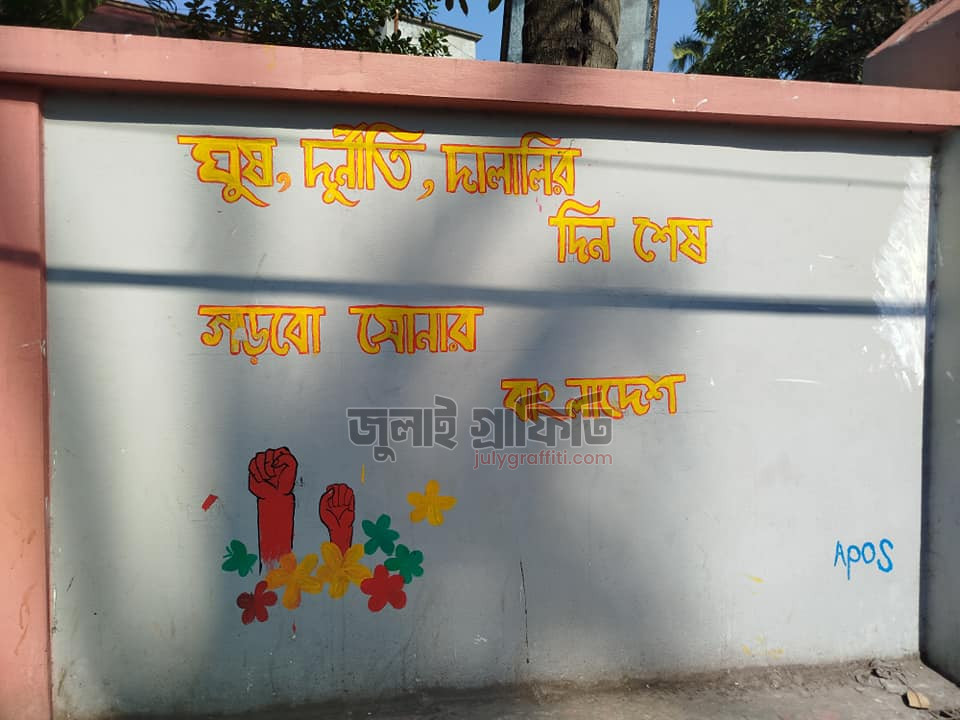 ঘুষ, দূর্নীতি, দালালির
দিন শেষ
গড়বো সোনার
বাংলাদেশ
জুলাই গ্রাফিতি
julygraffiti.com
APOS